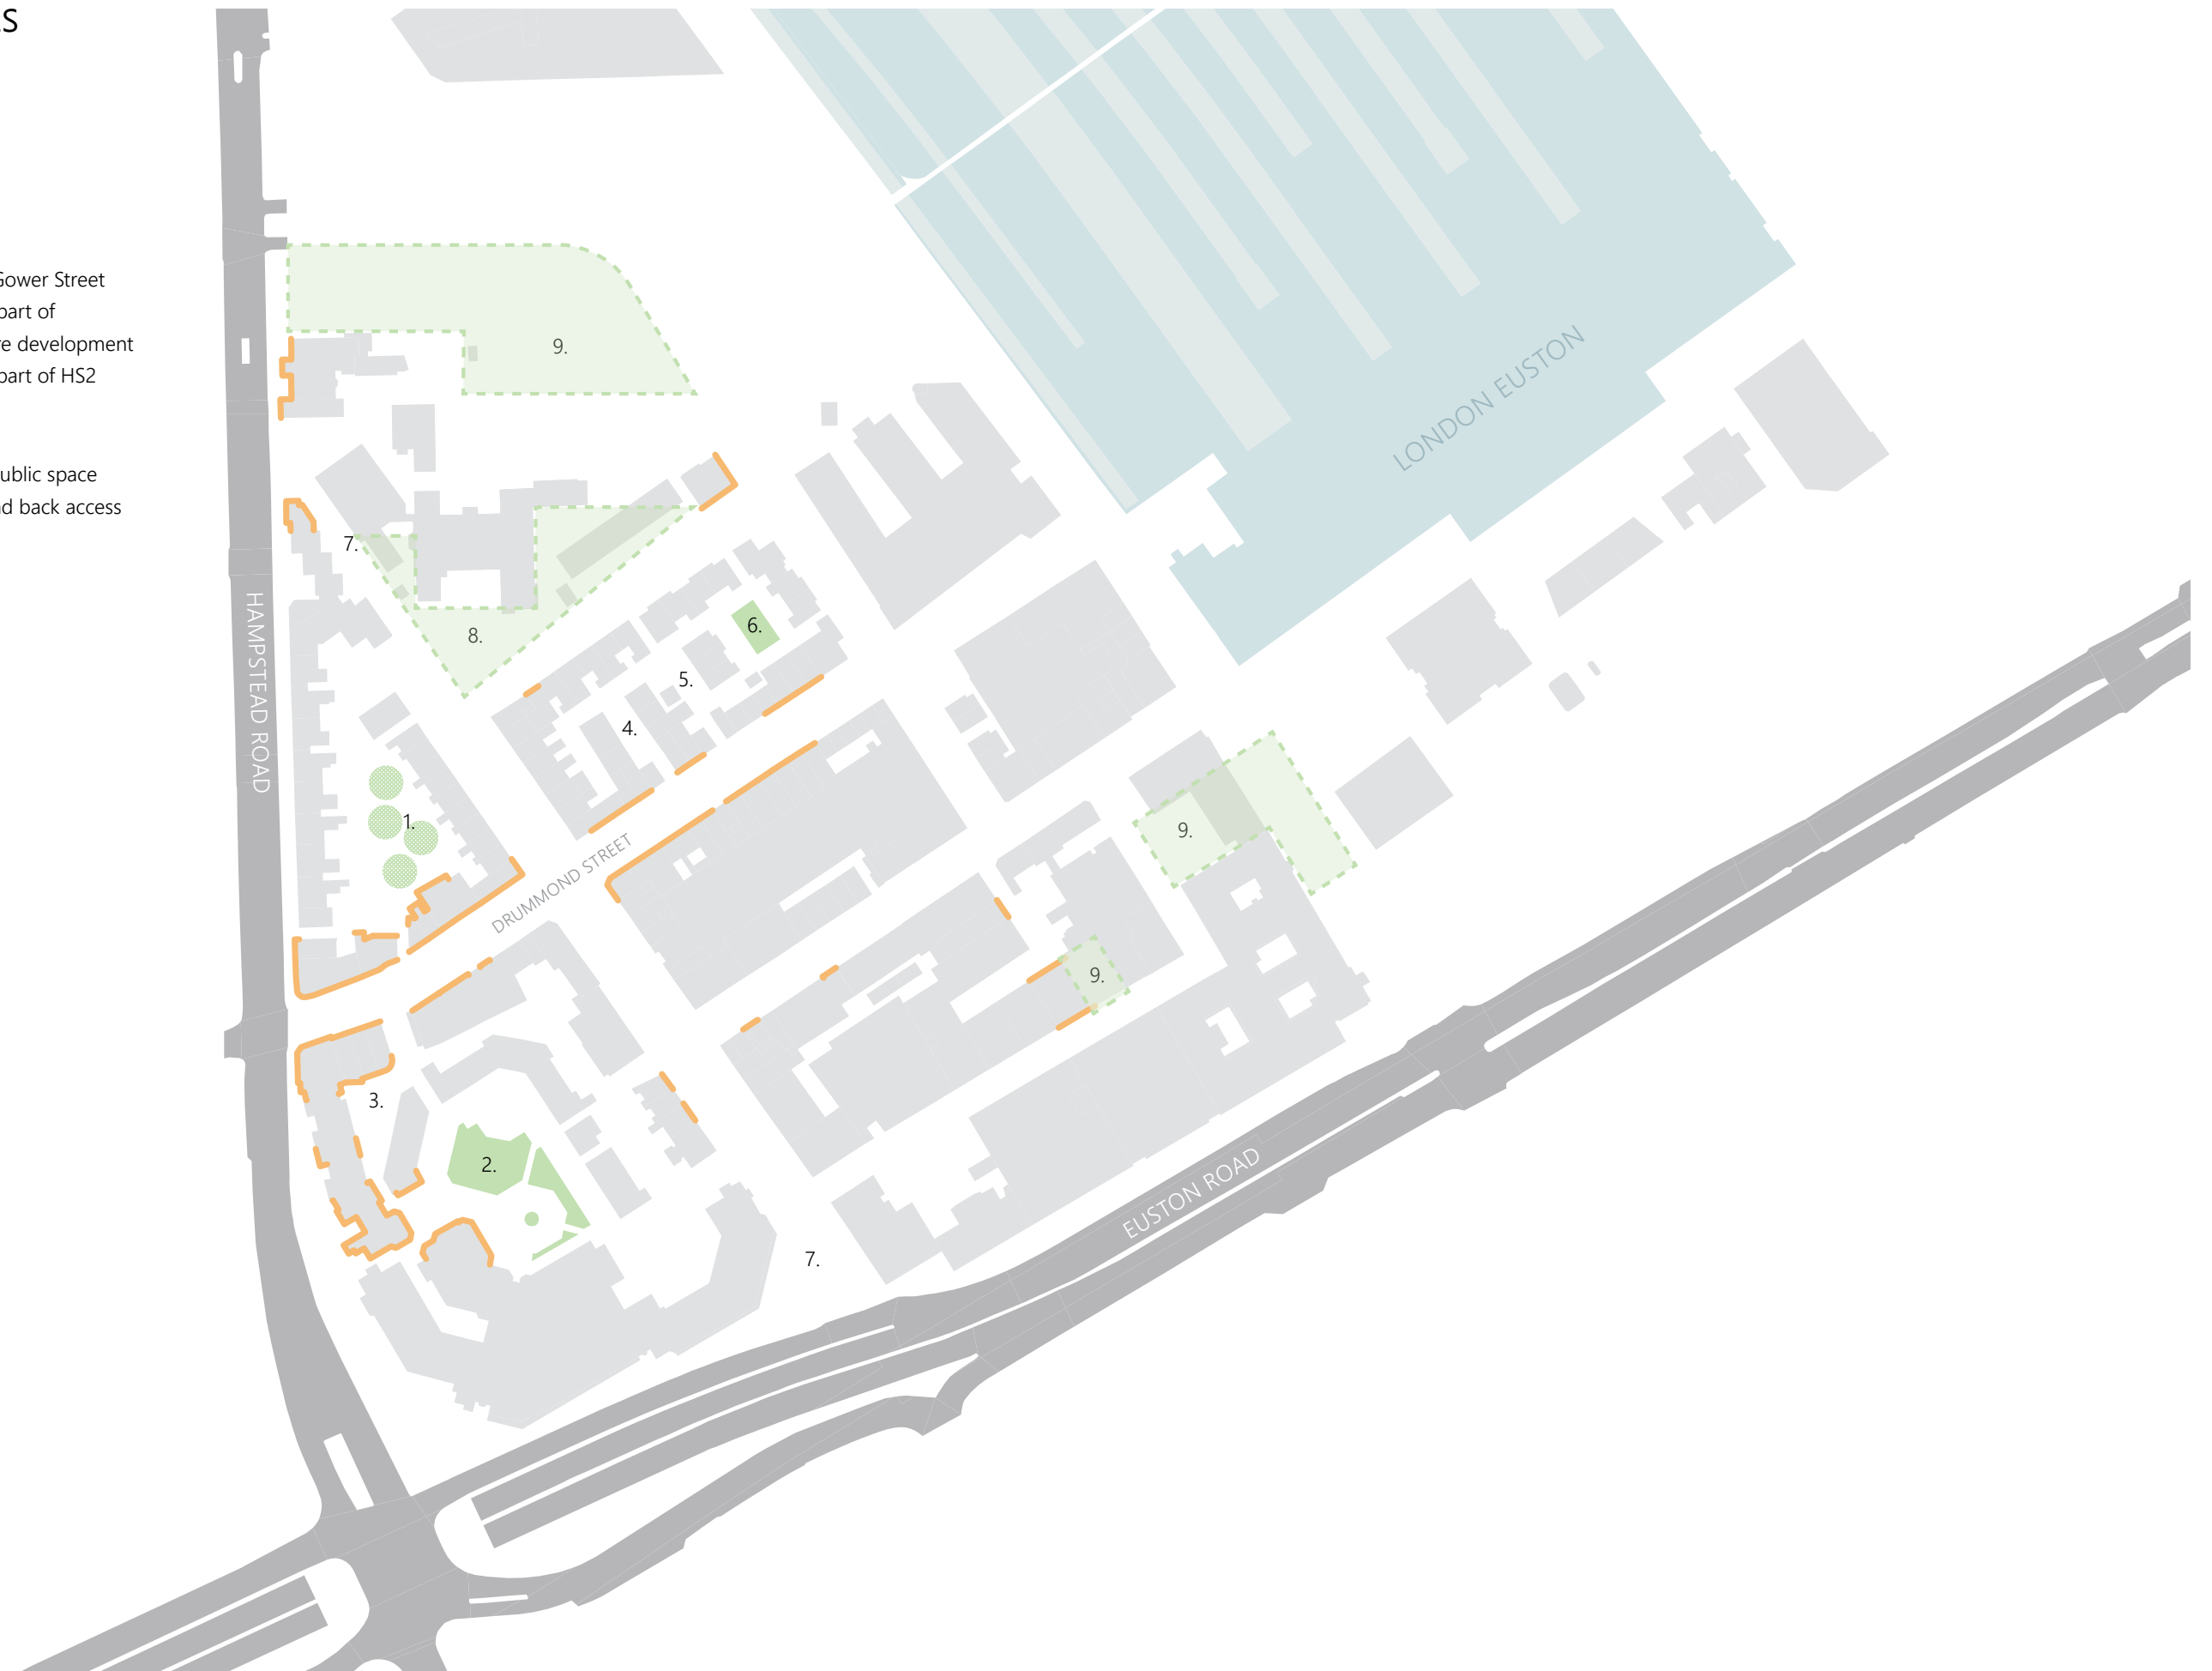 Gower Street
part of
development
part of HS2
public space
back access
9.
7.
8.
6.
5.
4.
1.
9.
9.
3.
2.
7.
HAMPSTEAD ROAD
DRUMMOND STREET
LONDON EUSTON
EUSTON ROAD